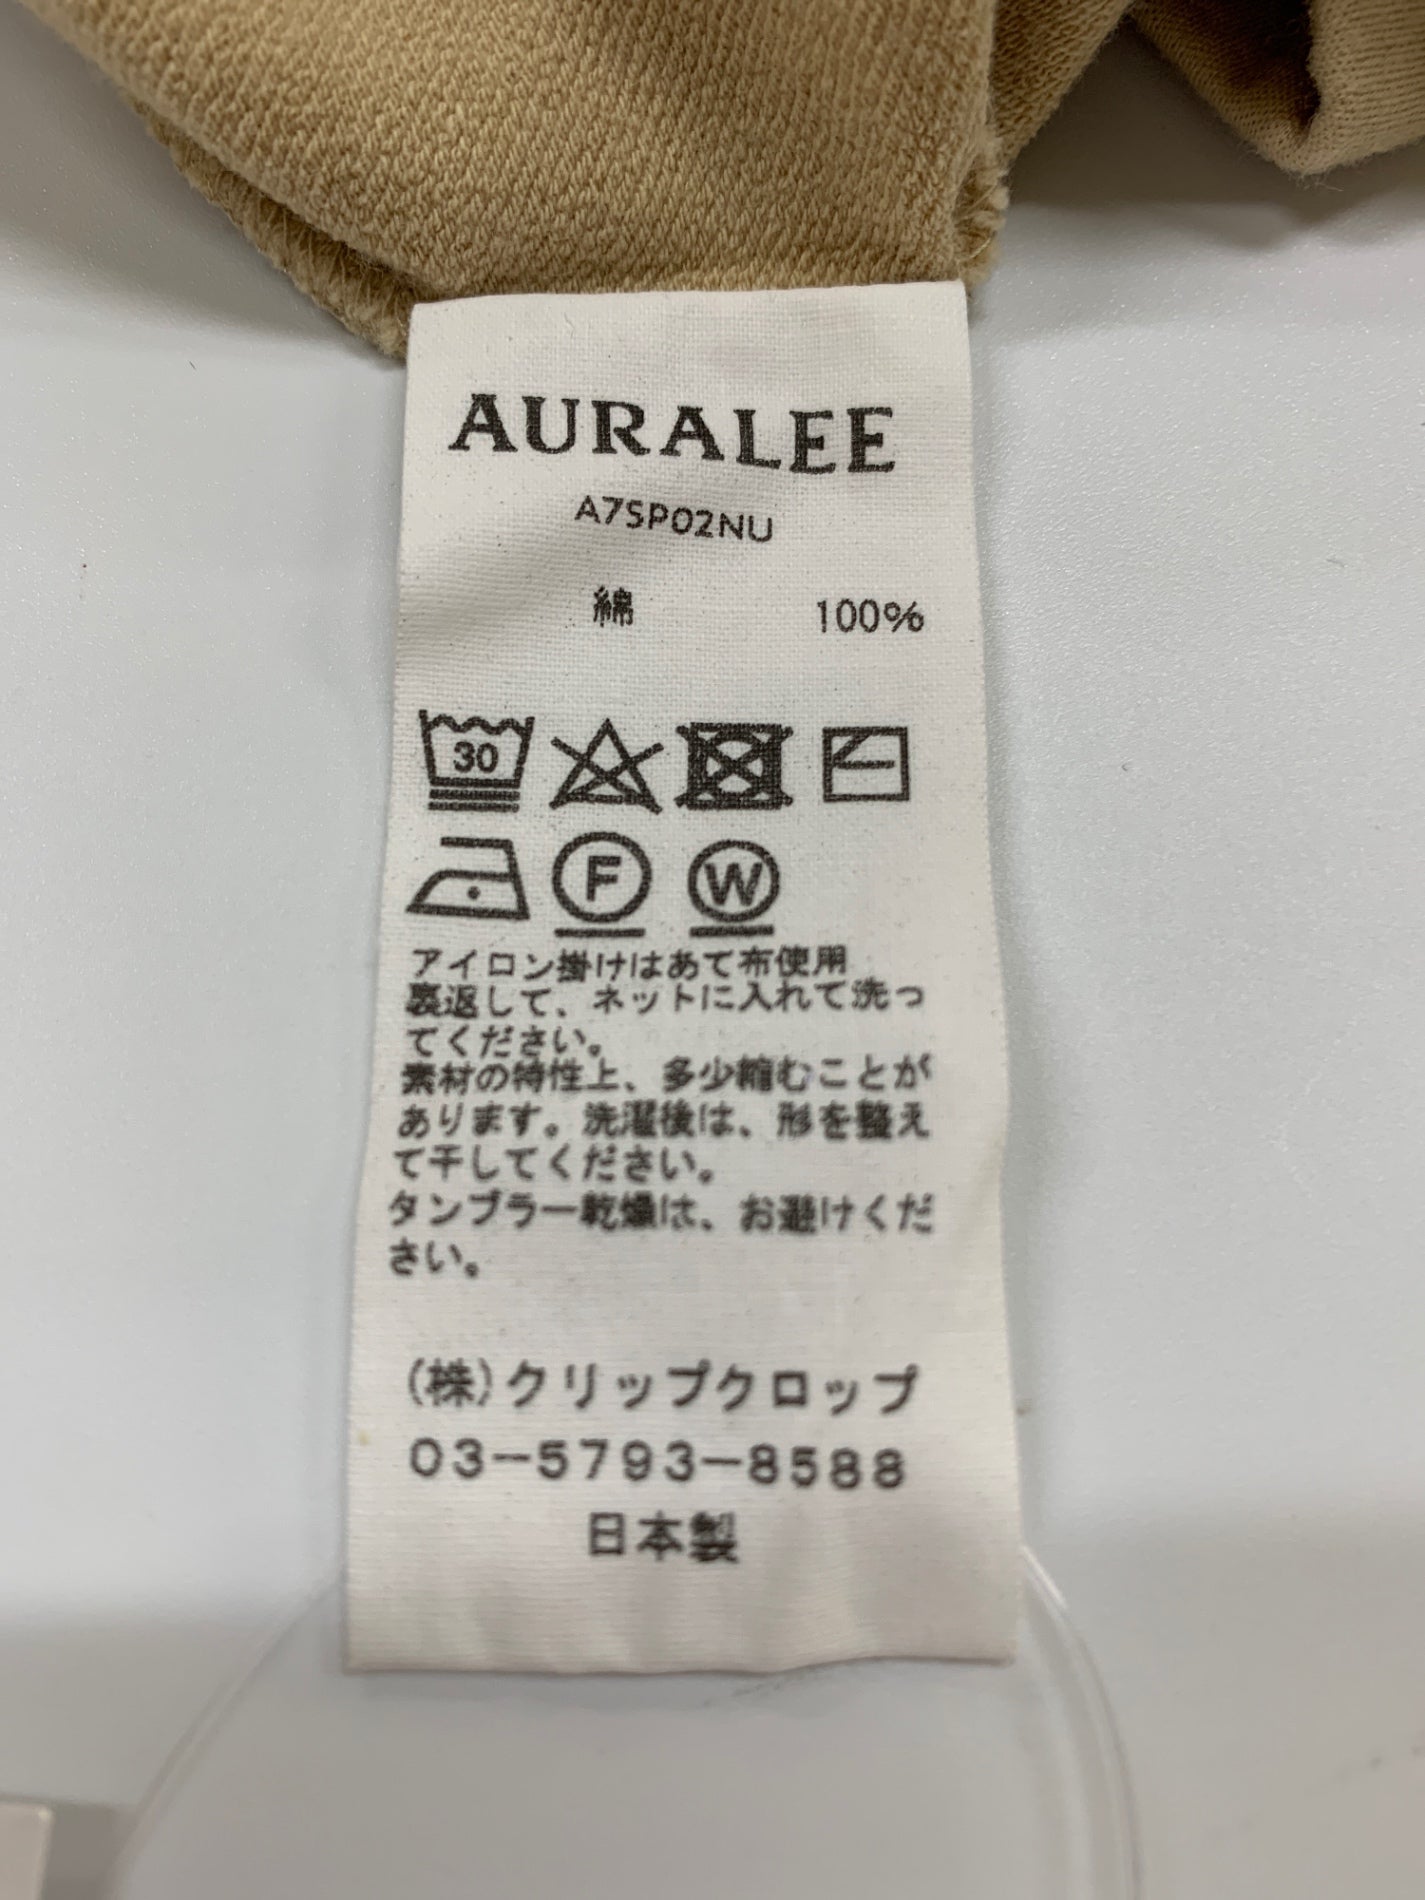 AURALEE
A7SP02NU
綿 100%
30
F W
アイロン掛けはあて布使用
裏返して、ネットに入れて洗っ
てください。
素材の特性上、多少縮むことが
あります。洗濯後は、形を整え
て干してください。
タンブラー乾燥は、お避けくだ
さい。
(株)クリップクロップ
03-5793-8588
日本製